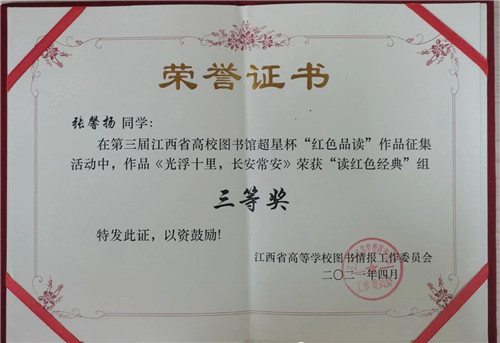 荣誉证书
张馨扬 同学：
在第三届江西省高校图书馆超星杯“红色品读”作品征集
活动中，作品《光浮十里，长安常安》荣获“读红色经典”组
三等奖
特发此证，以资鼓励！
江西省高等学校图书情报工作委员会
二〇二一年四月